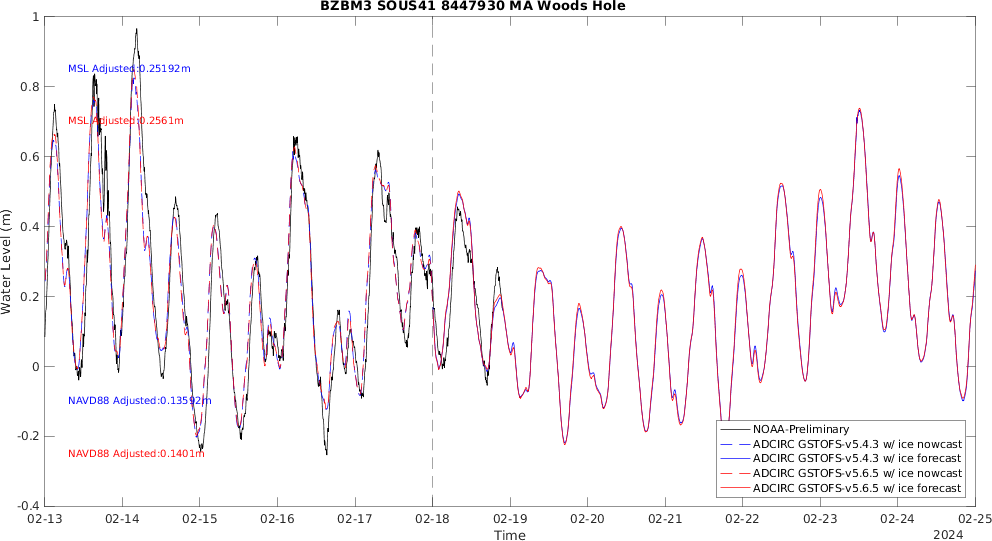 BZBM3 SOUS41 8447930 MA Woods Hole
1
0.8
0.6
0.4
0.2
0
-0.2
-0.4
Water Level (m)
MSL Adjusted:0.25192m
MSL Adjusted:0.2561m
NAVD88 Adjusted:0.13592m
NAVD88 Adjusted:0.1401m
NOAA-Preliminary
ADCIRC GSTOFS-v5.4.3 w/ ice nowcast
ADCIRC GSTOFS-v5.4.3 w/ ice forecast
ADCIRC GSTOFS-v5.6.5 w/ ice nowcast
ADCIRC GSTOFS-v5.6.5 w/ ice forecast
02-13 02-14 02-15 02-16 02-17 02-18 02-19 02-20 02-21 02-22 02-23 02-24 02-25
Time
2024